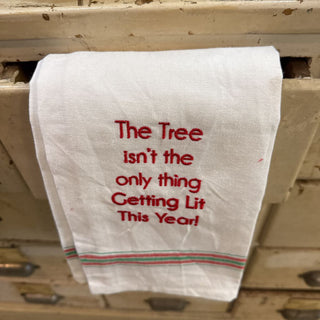 The Tree
isn't the
only thing
Getting Lit
This Year!